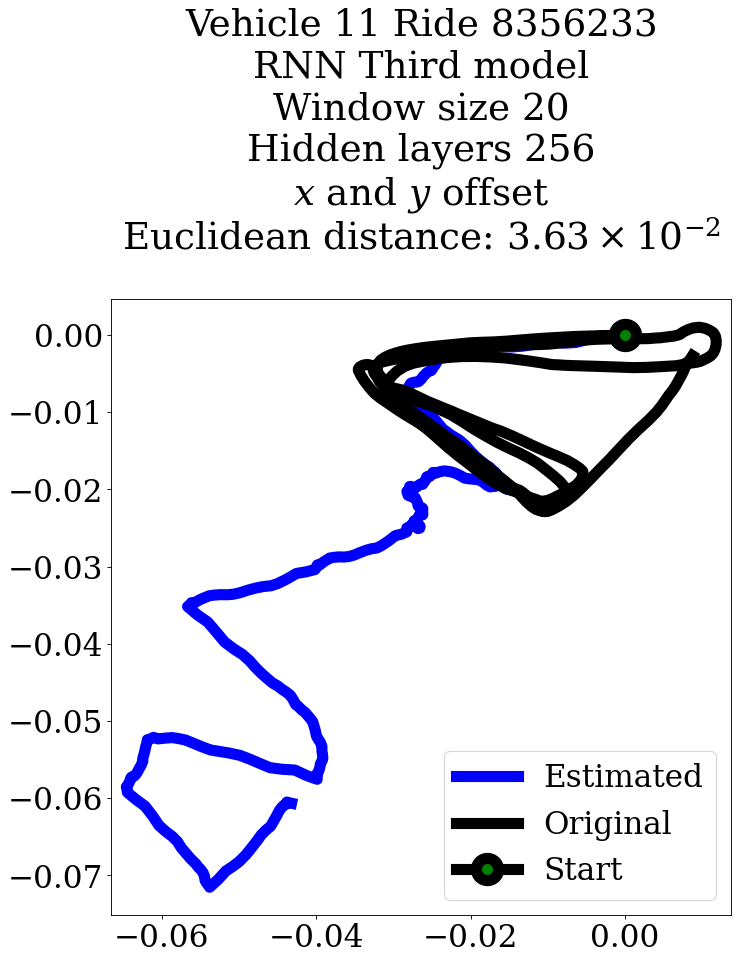 Vehicle 11 Ride 8356233
RNN Third model
Window size 20
Hidden layers 256
x and y offset
Euclidean distance: 3.63 × 10⁻²
0.00
−0.01
−0.02
−0.03
−0.04
−0.05
−0.06
−0.07
Estimated
Original
Start
−0.06 −0.04 −0.02 0.00